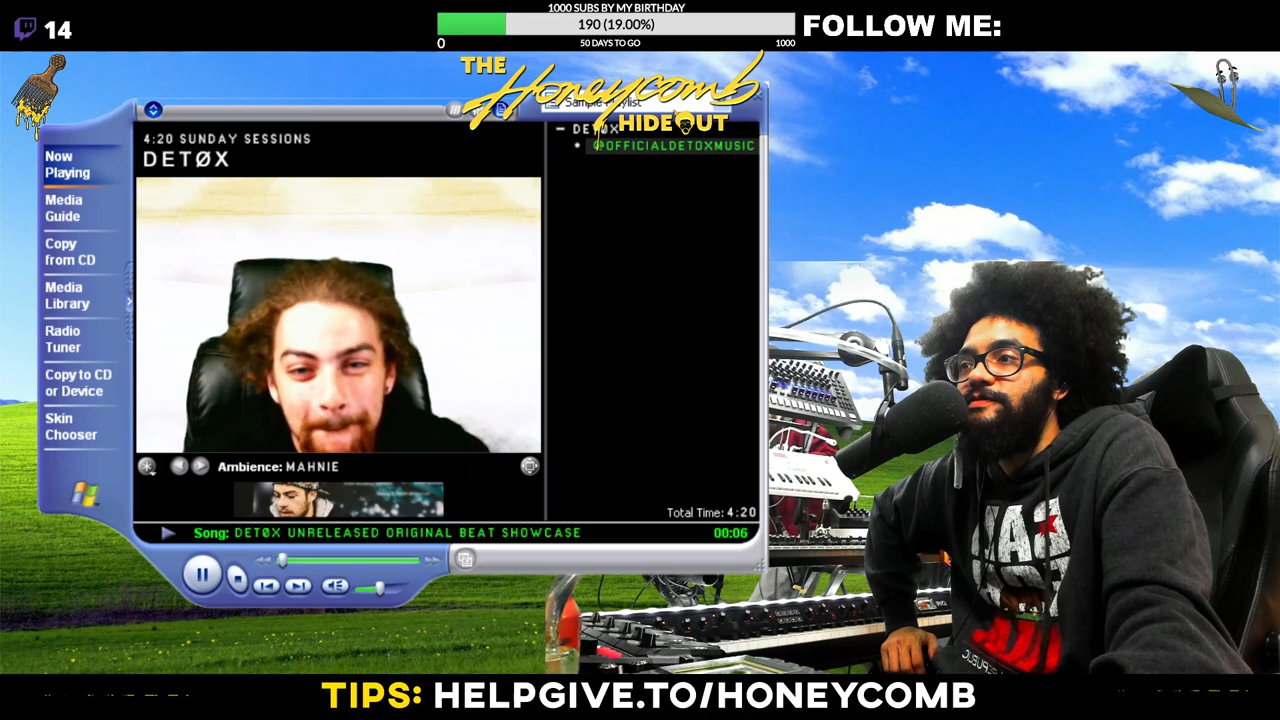 14
1000 SUBS BY MY BIRTHDAY
190 (19.00%)
0
50 DAYS TO GO
1000
FOLLOW ME:
THE
Honeycomb
HIDEOUT
4:20 SUNDAY SESSIONS
DETØX
DETØX
@OFFICIALDETOXMUSIC
Now
Playing
Media
Guide
Copy
from CD
Media
Library
Radio
Tuner
Copy to CD
or Device
Skin
Chooser
Ambience: MAHNIE
Total Time: 4:20
Song: DETØX UNRELEASED ORIGINAL BEAT SHOWCASE
00:06
TIPS: HELPGIVE.TO/HONEYCOMB